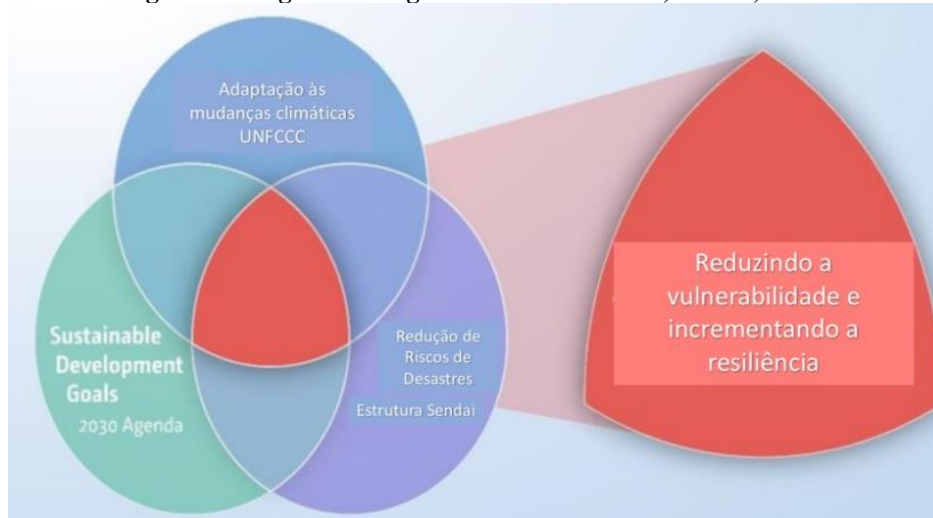 Adaptação às
mudanças climáticas
UNFCCC
Sustainable
Development
Goals
2030 Agenda
Redução de
Riscos de
Desastres
Estrutura Sendai
Reduzindo a
vulnerabilidade e
incrementando a
resiliência